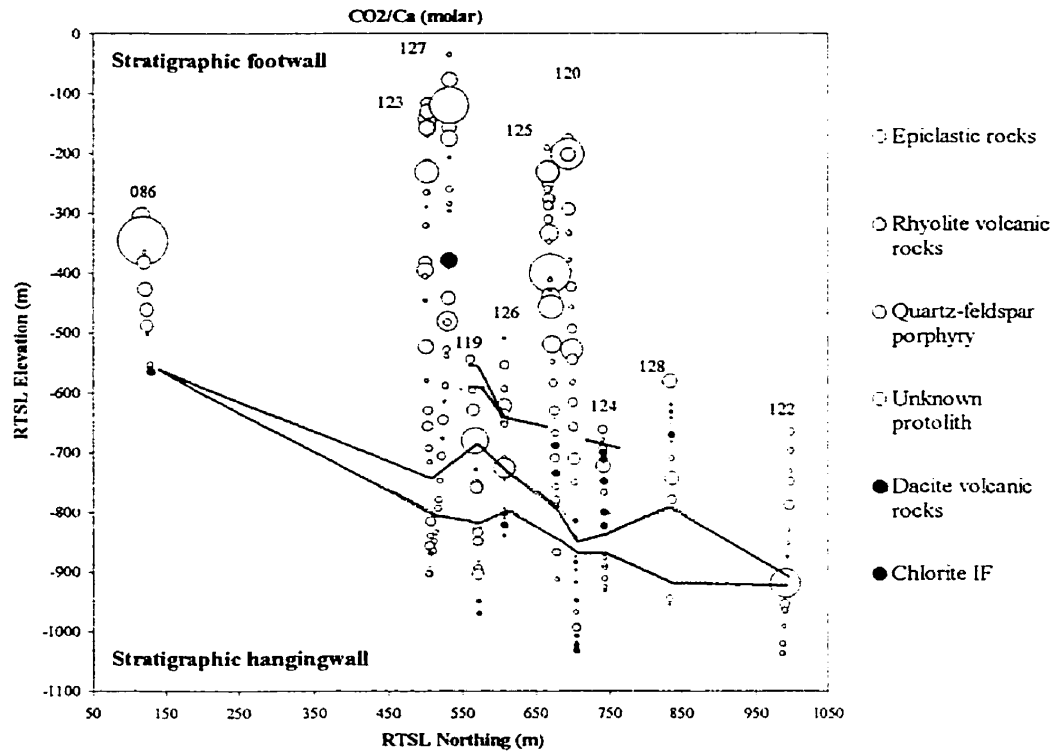 CO2/Ca (molar)
Stratigraphic footwall
127
120
123
125
086
126
119
128
124
122
Stratigraphic hangingwall
RTSL Elevation (m)
0
-100
-200
-300
-400
-500
-600
-700
-800
-900
-1000
-1100
50
150
250
350
450
550
650
750
850
950
1050
RTSL Northing (m)
Epiclastic rocks
Rhyolite volcanic
rocks
Quartz-feldspar
porphyry
Unknown
protolith
Dacite volcanic
rocks
Chlorite IF